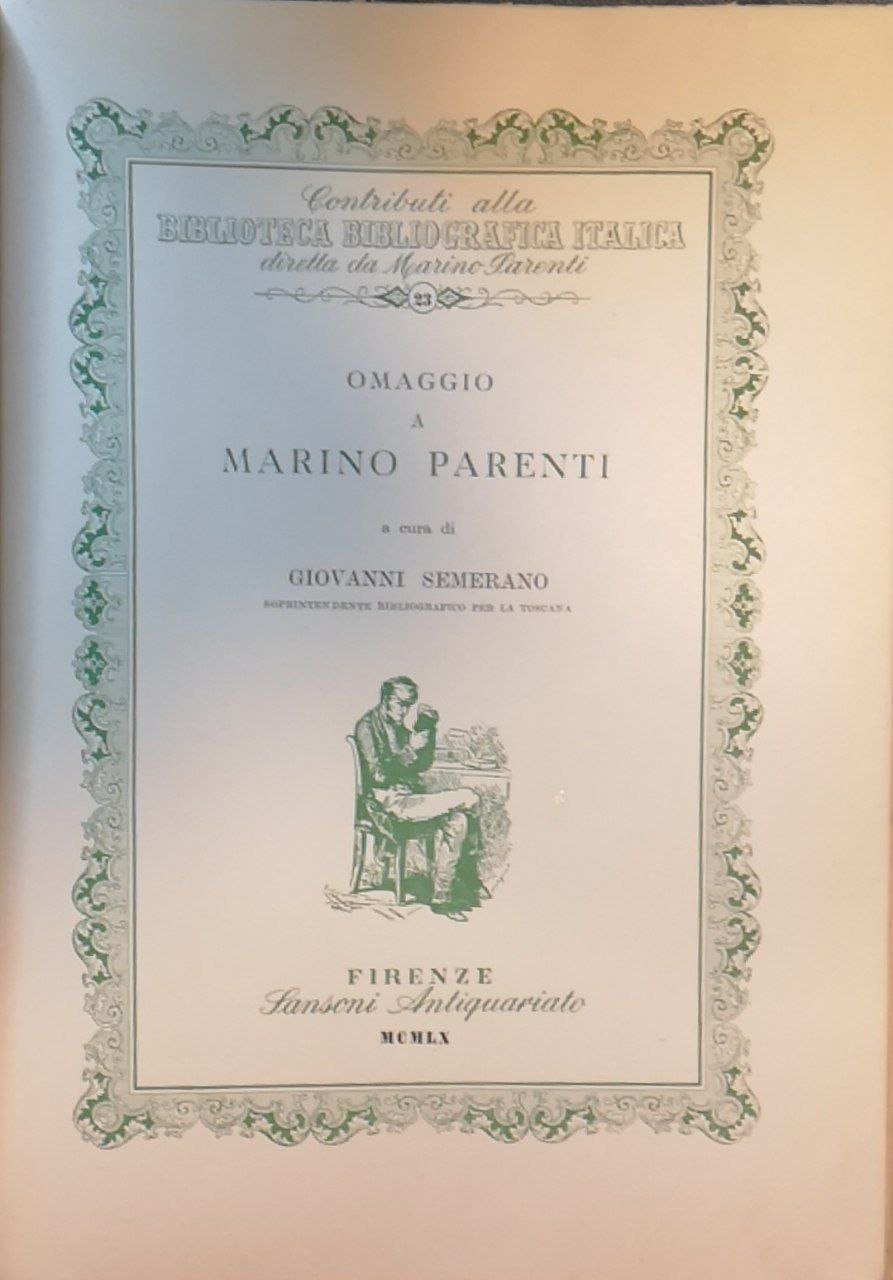 Contributi alla
BIBLIOTECA BIBLIOGRAFICA ITALICA
diretta da Marino Parenti
23
OMAGGIO
A
MARINO PARENTI
a cura di
GIOVANNI SEMERANO
SOPRINTENDENTE BIBLIOGRAFICO PER LA TOSCANA
FIRENZE
Sansoni Antiquariato
MCMLX